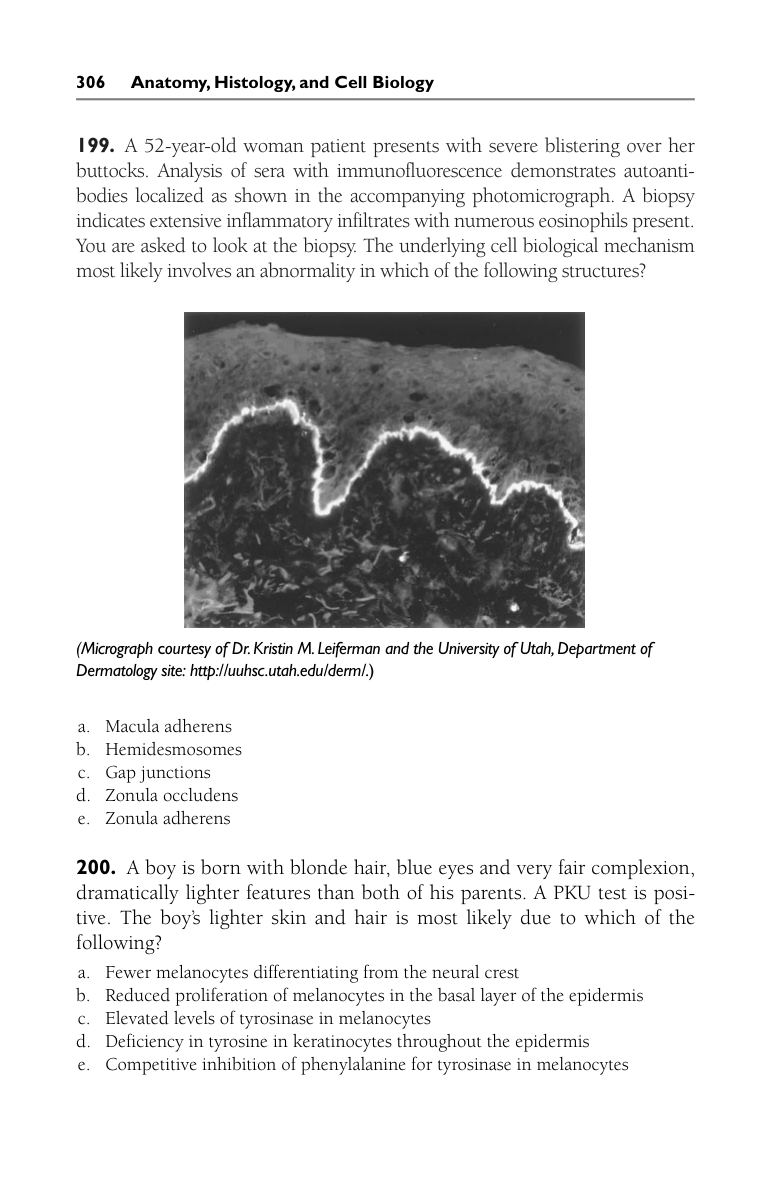 306 Anatomy, Histology, and Cell Biology
199. A 52-year-old woman patient presents with severe blistering over her
buttocks. Analysis of sera with immunofluorescence demonstrates autoanti-
bodies localized as shown in the accompanying photomicrograph. A biopsy
indicates extensive inflammatory infiltrates with numerous eosinophils present.
You are asked to look at the biopsy. The underlying cell biological mechanism
most likely involves an abnormality in which of the following structures?
(Micrograph courtesy of Dr. Kristin M. Leiferman and the University of Utah, Department of
Dermatology site: http://uuhsc.utah.edu/derm/.)
a. Macula adherens
b. Hemidesmosomes
c. Gap junctions
d. Zonula occludens
e. Zonula adherens
200. A boy is born with blonde hair, blue eyes and very fair complexion,
dramatically lighter features than both of his parents. A PKU test is posi-
tive. The boy's lighter skin and hair is most likely due to which of the
following?
a. Fewer melanocytes differentiating from the neural crest
b. Reduced proliferation of melanocytes in the basal layer of the epidermis
c. Elevated levels of tyrosinase in melanocytes
d. Deficiency in tyrosine in keratinocytes throughout the epidermis
e. Competitive inhibition of phenylalanine for tyrosinase in melanocytes